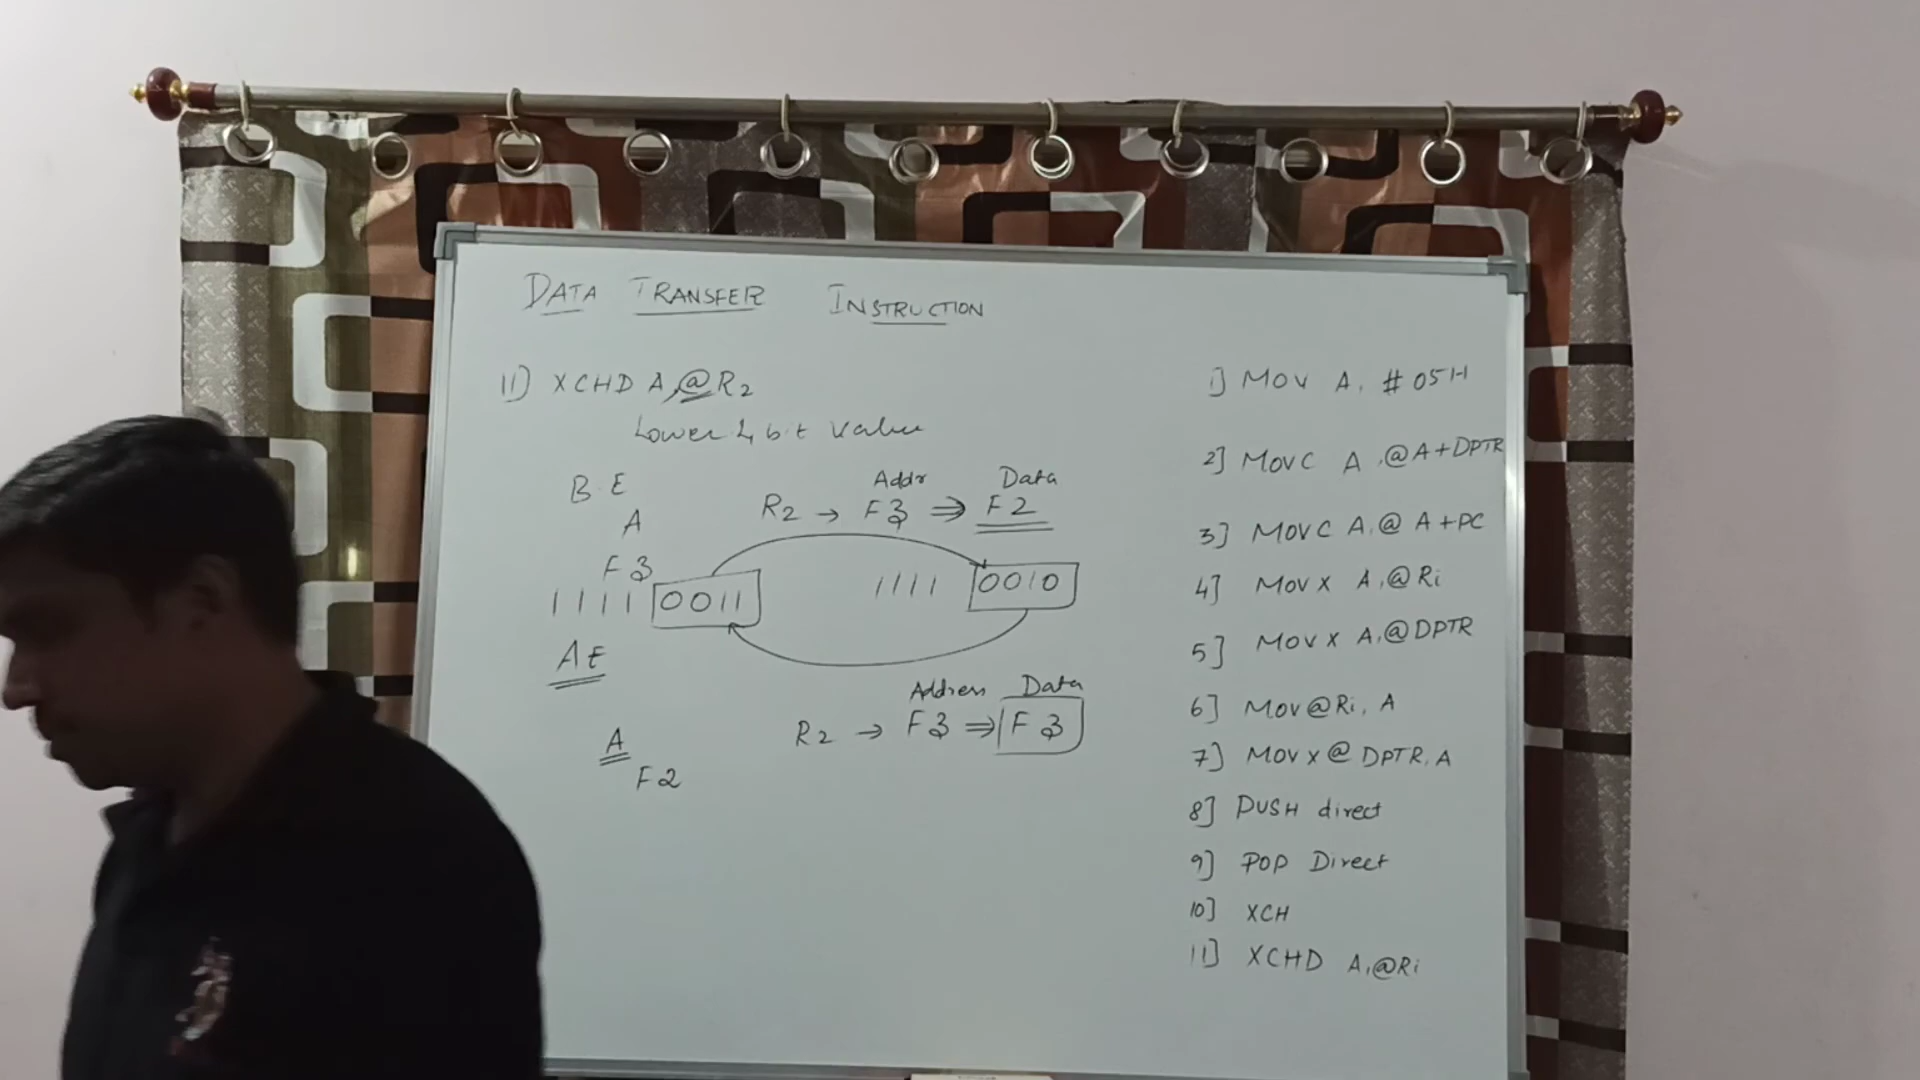 DATA TRANSFER INSTRUCTION
11] XCHD A,@R2
Lower 4 bit value
B.E
A
F3
1111 0011
AE
A
F2
Addr Data
R2 → F3 ⇒ F2
1111 0010
Address Data
R2 → F3 ⇒ F3
1] MOV A, #05H
2] MOVC A,@A+DPTR
3] MOVC A,@A+PC
4] MOVX A,@Ri
5] MOVX A,@DPTR
6] MOV@Ri, A
7] MOVX@DPTR, A
8] PUSH direct
9] POP Direct
10] XCH
11] XCHD A,@Ri